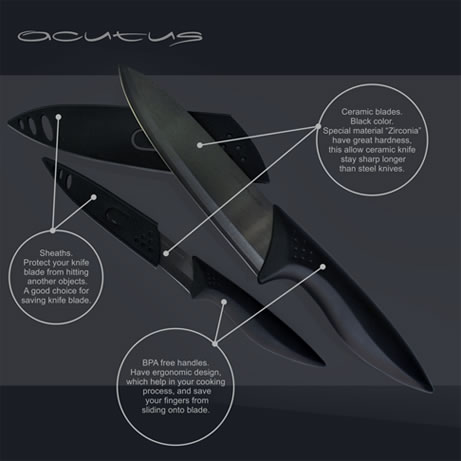 acutus
Ceramic blades.
Black color.
Special material "Zirconia"
have great hardness,
this allow ceramic knife
stay sharp longer
than steel knives.
Sheaths.
Protect your knife
blade from hitting
another objects.
A good choice for
saving knife blade.
BPA free handles.
Have ergonomic design,
which help in your cooking
process, and save
your fingers from
sliding onto blade.